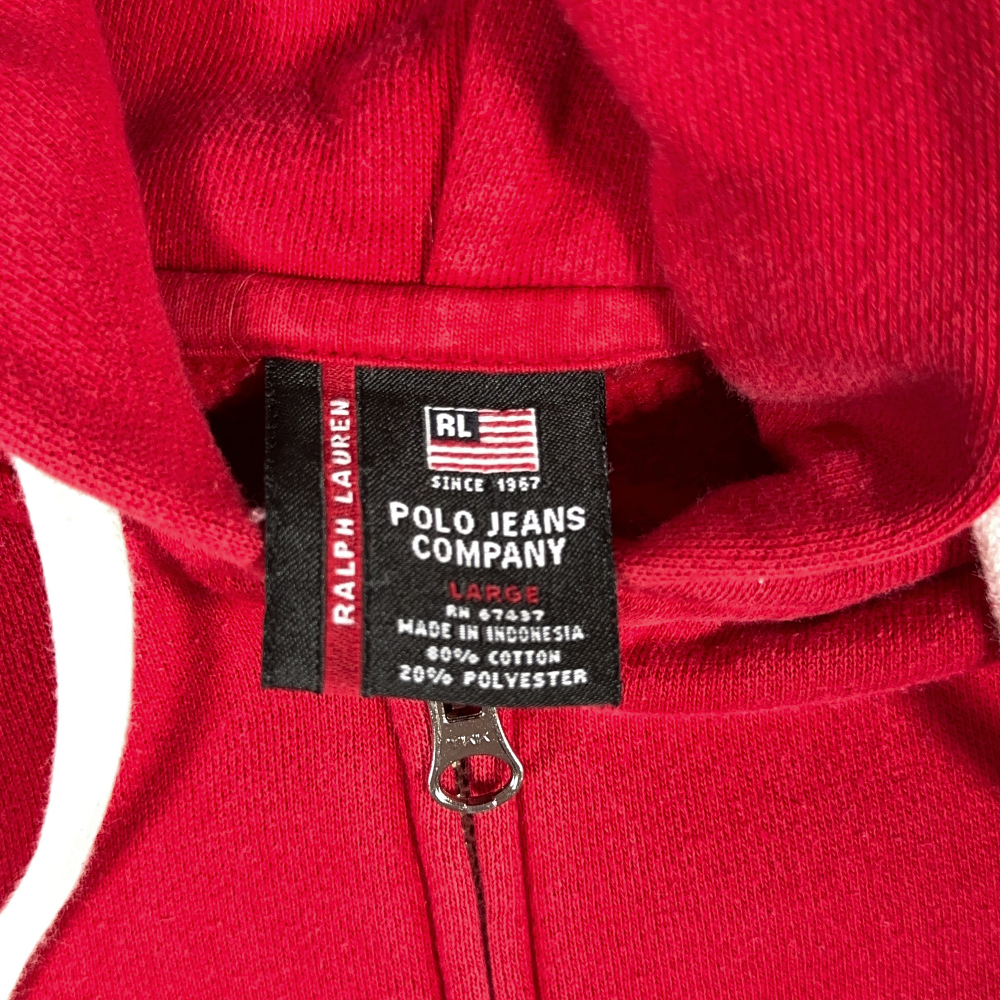 RALPH LAUREN
RL
SINCE 1967
POLO JEANS
COMPANY
LARGE
RN 67437
MADE IN INDONESIA
80% COTTON
20% POLYESTER